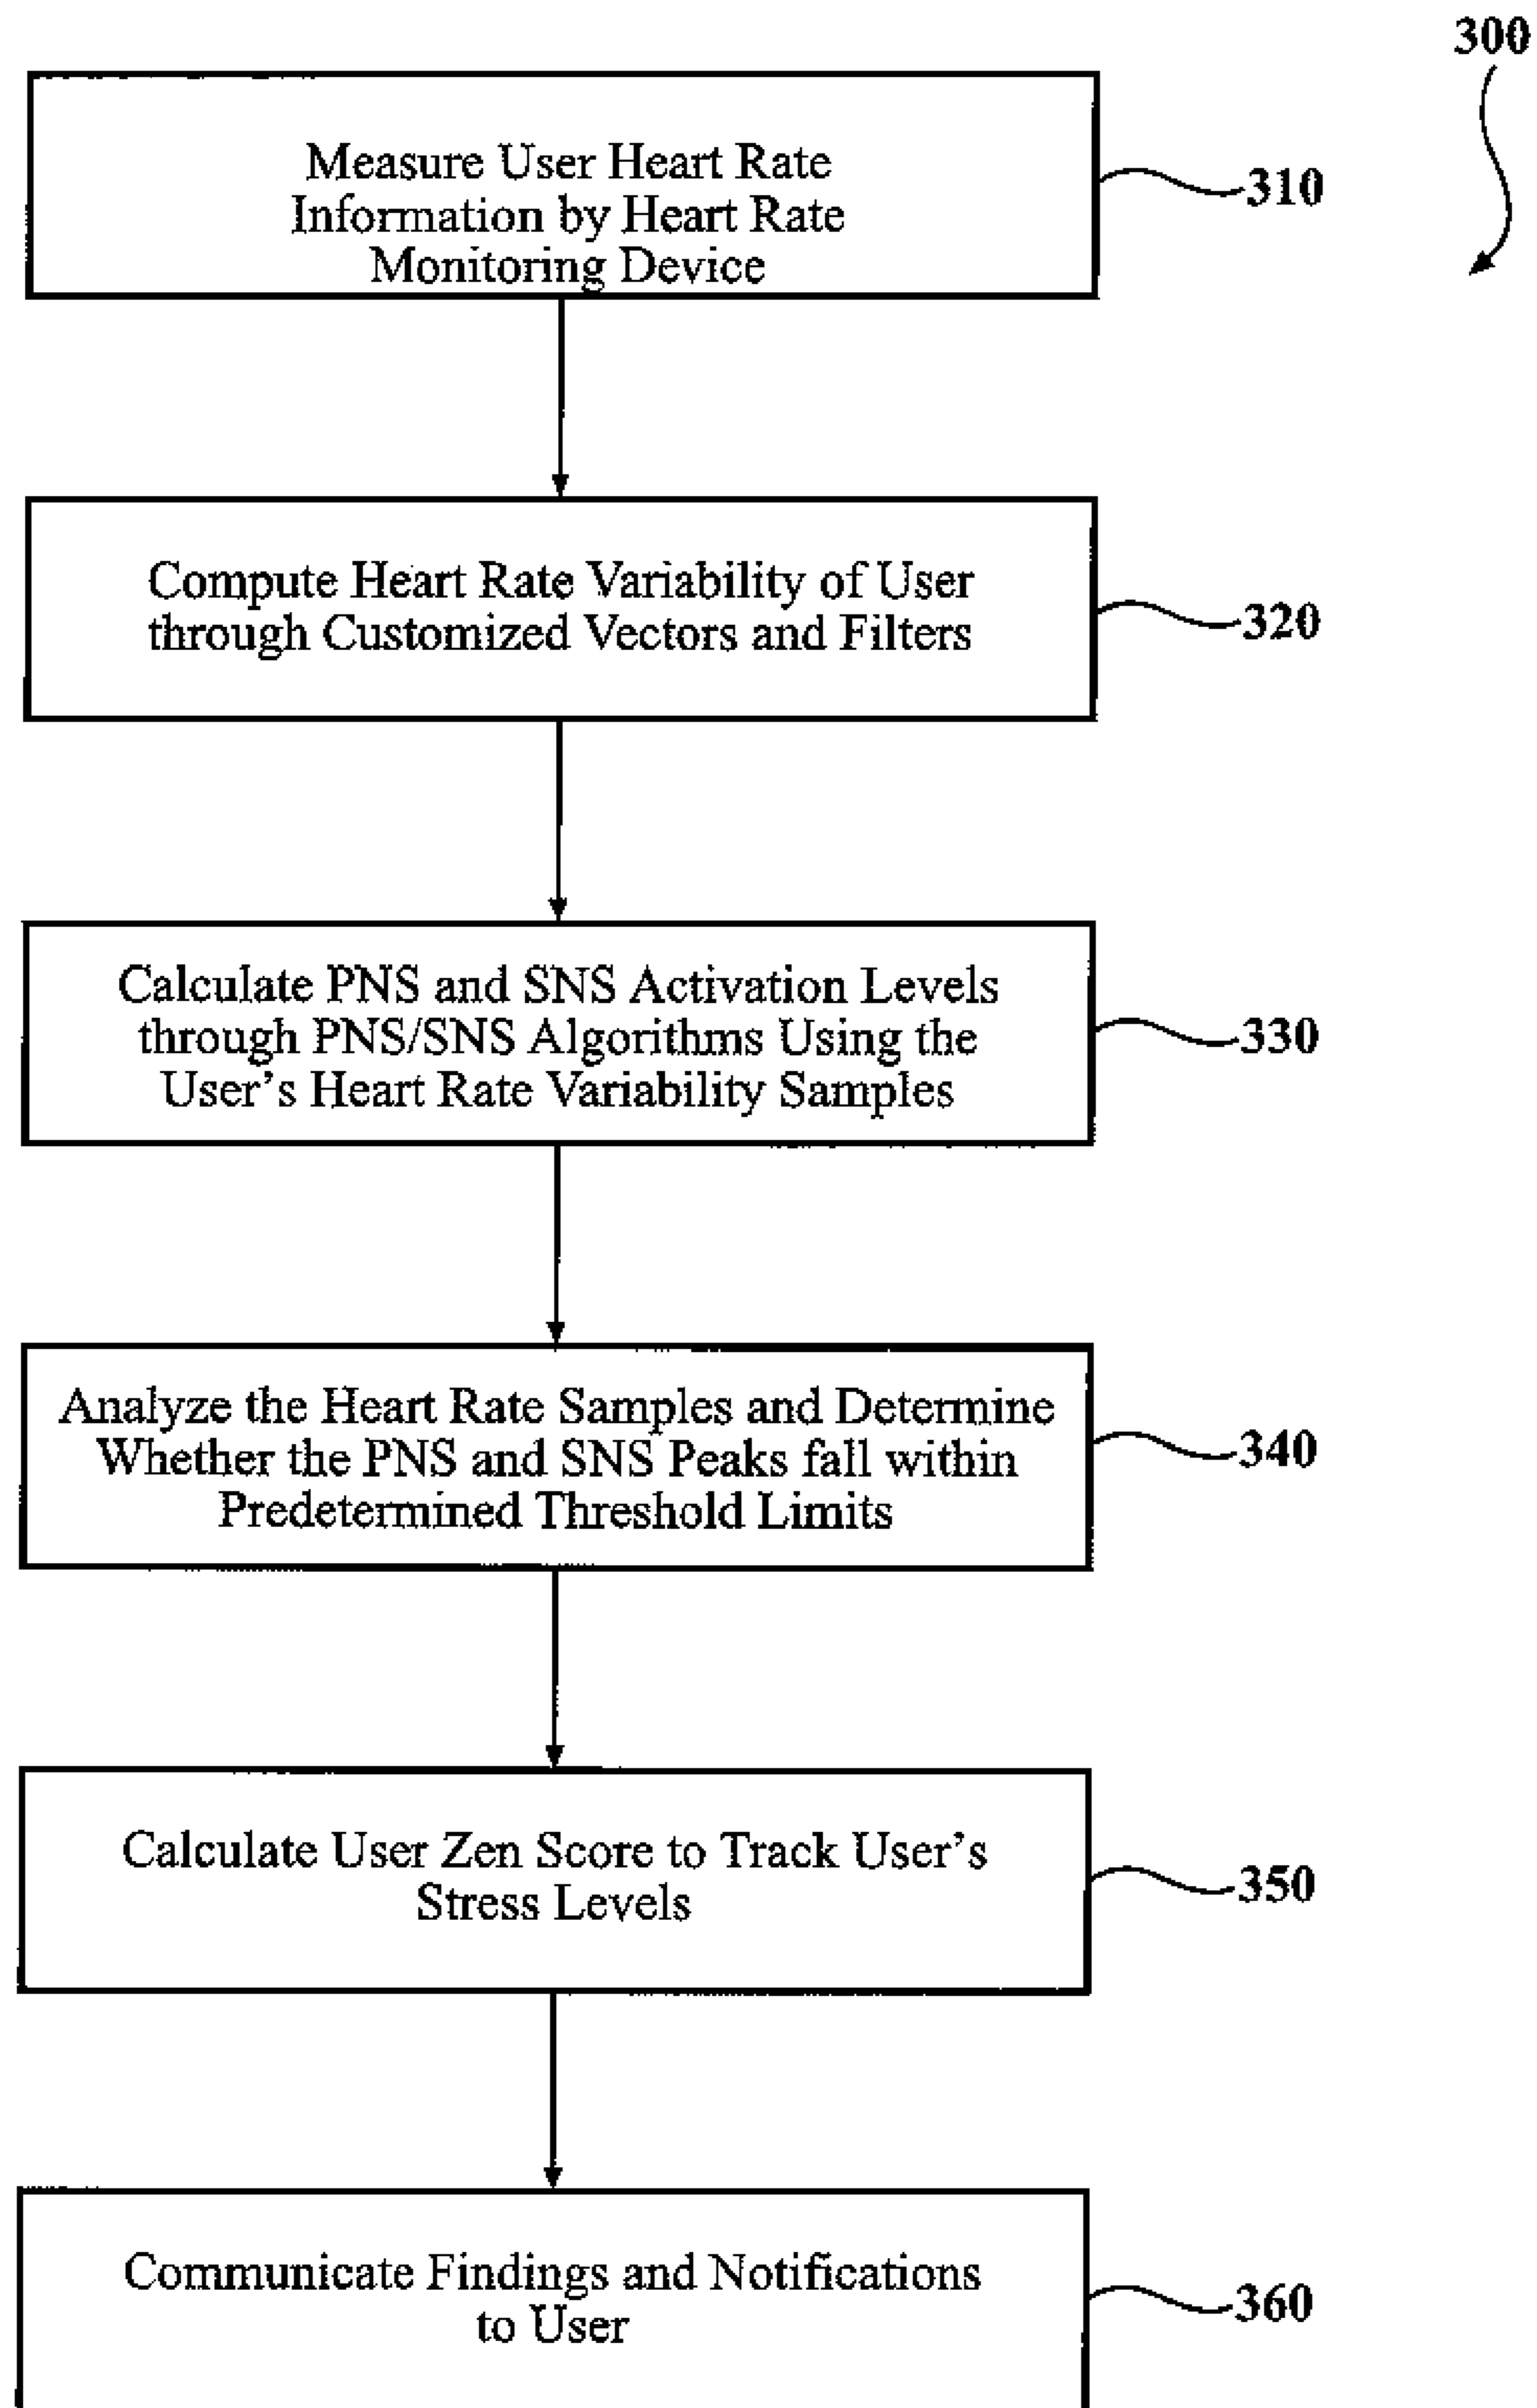 300
Measure User Heart Rate
Information by Heart Rate
Monitoring Device
310
Compute Heart Rate Variability of User
through Customized Vectors and Filters
320
Calculate PNS and SNS Activation Levels
through PNS/SNS Algorithms Using the
User's Heart Rate Variability Samples
330
Analyze the Heart Rate Samples and Determine
Whether the PNS and SNS Peaks fall within
Predetermined Threshold Limits
340
Calculate User Zen Score to Track User's
Stress Levels
350
Communicate Findings and Notifications
to User
360